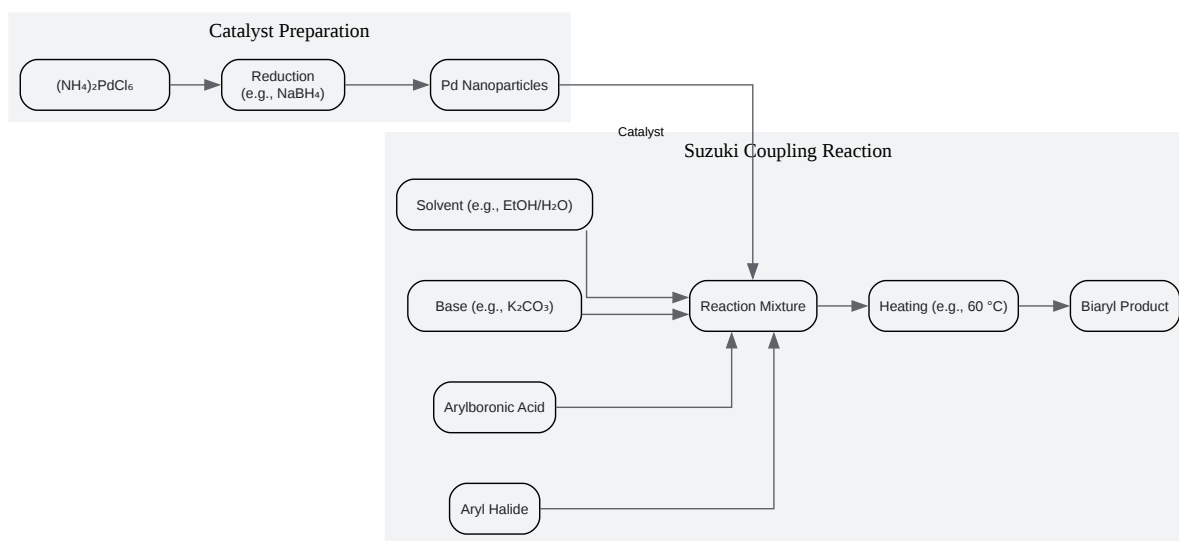 Catalyst Preparation
(NH₄)₂PdCl₆
Reduction
(e.g., NaBH₄)
Pd Nanoparticles
Catalyst
Suzuki Coupling Reaction
Solvent (e.g., EtOH/H₂O)
Base (e.g., K₂CO₃)
Reaction Mixture
Heating (e.g., 60 °C)
Biaryl Product
Arylboronic Acid
Aryl Halide